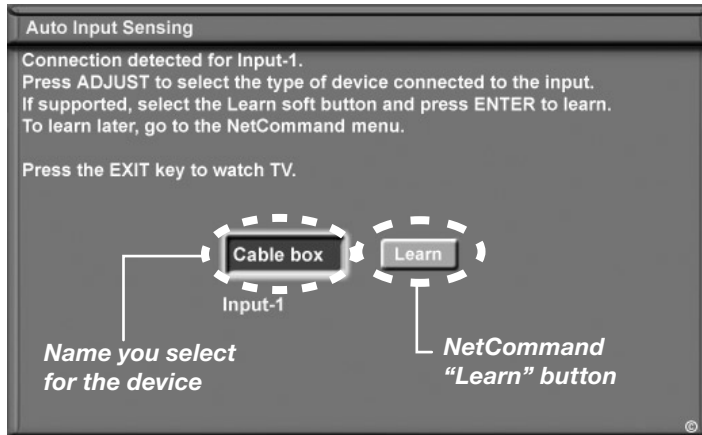 Auto Input Sensing
Connection detected for Input-1.
Press ADJUST to select the type of device connected to the input.
If supported, select the Learn soft button and press ENTER to learn.
To learn later, go to the NetCommand menu.
Press the EXIT key to watch TV.
Cable box
Learn
Input-1
Name you select
for the device
NetCommand
“Learn” button
©